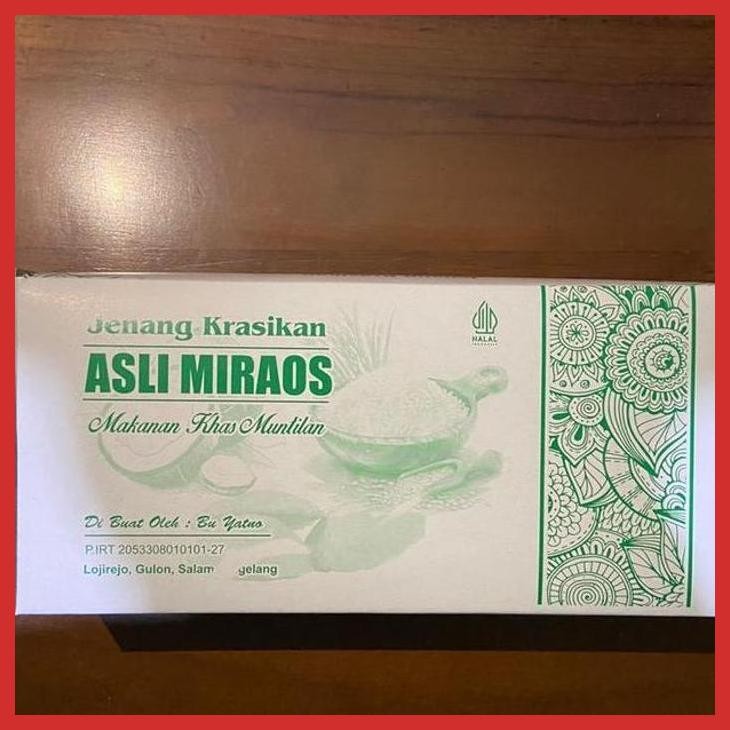 Jenang Krasikan
ASLI MIRAOS
Makanan Khas Muntilan
HALAL
INDONESIA
Di Buat Oleh : Bu Yatno
P.IRT 2053308010101-27
Lojirejo, Gulon, Salam